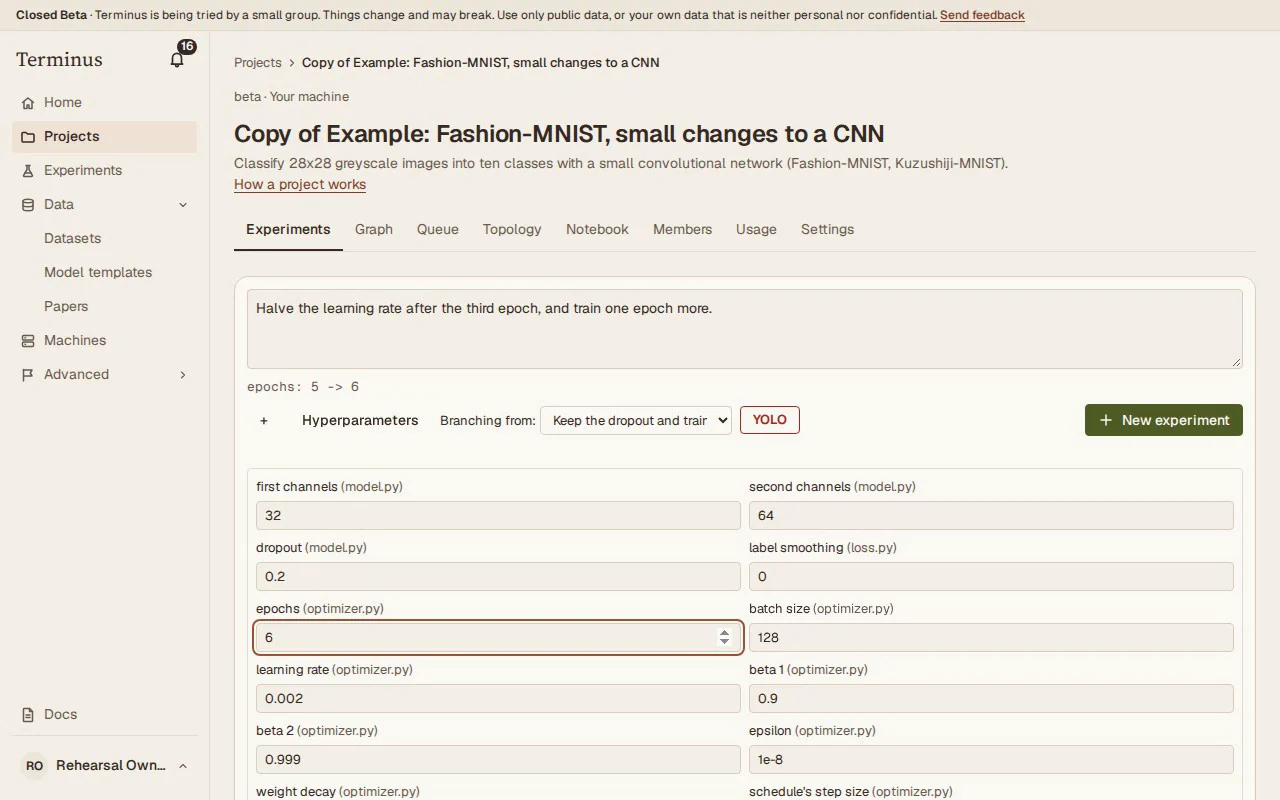 Closed Beta · Terminus is being tried by a small group. Things change and may break. Use only public data, or your own data that is neither personal nor confidential. Send feedback
Terminus
16
Home
Projects
Experiments
Data
Datasets
Model templates
Papers
Machines
Advanced
Docs
RO Rehearsal Own...
Projects > Copy of Example: Fashion-MNIST, small changes to a CNN
beta · Your machine
Copy of Example: Fashion-MNIST, small changes to a CNN
Classify 28x28 greyscale images into ten classes with a small convolutional network (Fashion-MNIST, Kuzushiji-MNIST).
How a project works
Experiments Graph Queue Topology Notebook Members Usage Settings
Halve the learning rate after the third epoch, and train one epoch more.
epochs: 5 -> 6
+ Hyperparameters Branching from: Keep the dropout and trair YOLO + New experiment
first channels (model.py) second channels (model.py)
32 64
dropout (model.py) label smoothing (loss.py)
0.2 0
epochs (optimizer.py) batch size (optimizer.py)
6 128
learning rate (optimizer.py) beta 1 (optimizer.py)
0.002 0.9
beta 2 (optimizer.py) epsilon (optimizer.py)
0.999 1e-8
weight decay (optimizer.py) schedule's step size (optimizer.py)